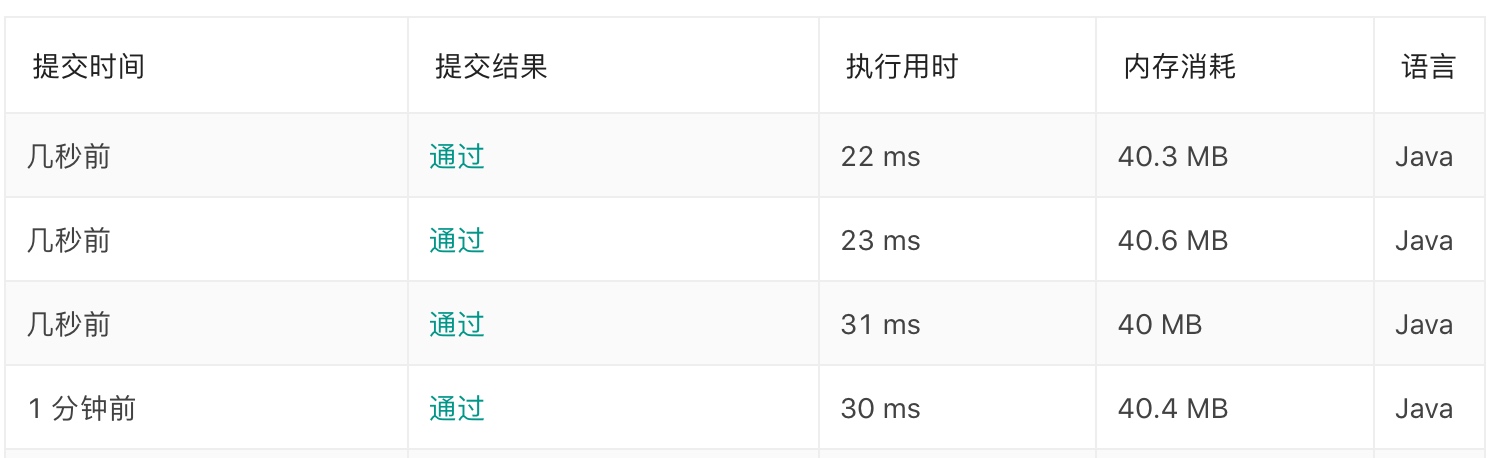 提交时间 提交结果 执行用时 内存消耗 语言
几秒前 通过 22 ms 40.3 MB Java
几秒前 通过 23 ms 40.6 MB Java
几秒前 通过 31 ms 40 MB Java
1 分钟前 通过 30 ms 40.4 MB Java